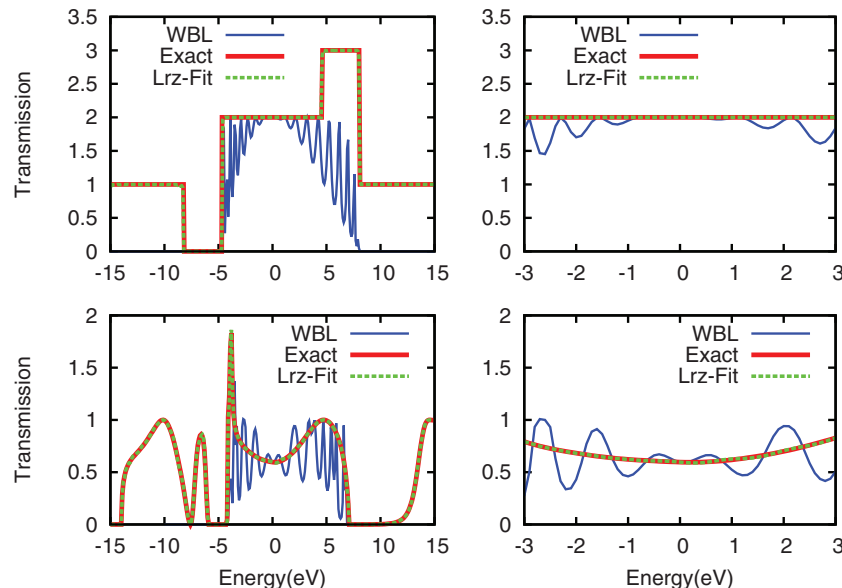 Transmission
3.5
3
2.5
2
1.5
1
0.5
0
-15 -10 -5 0 5 10 15
WBL
Exact
Lrz-Fit
3.5
3
2.5
2
1.5
1
0.5
0
-3 -2 -1 0 1 2 3
WBL
Exact
Lrz-Fit
Transmission
2
1.5
1
0.5
0
-15 -10 -5 0 5 10 15
Energy(eV)
WBL
Exact
Lrz-Fit
2
1.5
1
0.5
0
-3 -2 -1 0 1 2 3
Energy(eV)
WBL
Exact
Lrz-Fit